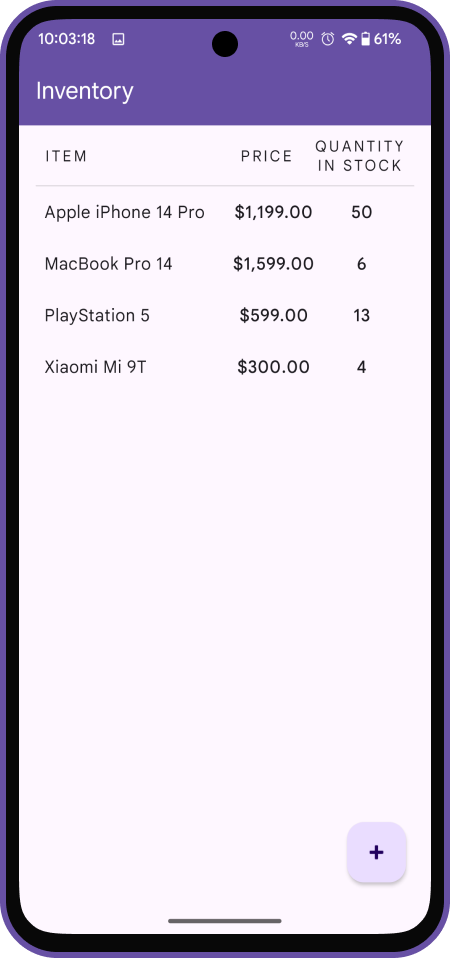 10:03:18 0.00 61%
KB/S
Inventory
ITEM PRICE QUANTITY
IN STOCK
Apple iPhone 14 Pro $1,199.00 50
MacBook Pro 14 $1,599.00 6
PlayStation 5 $599.00 13
Xiaomi Mi 9T $300.00 4
+